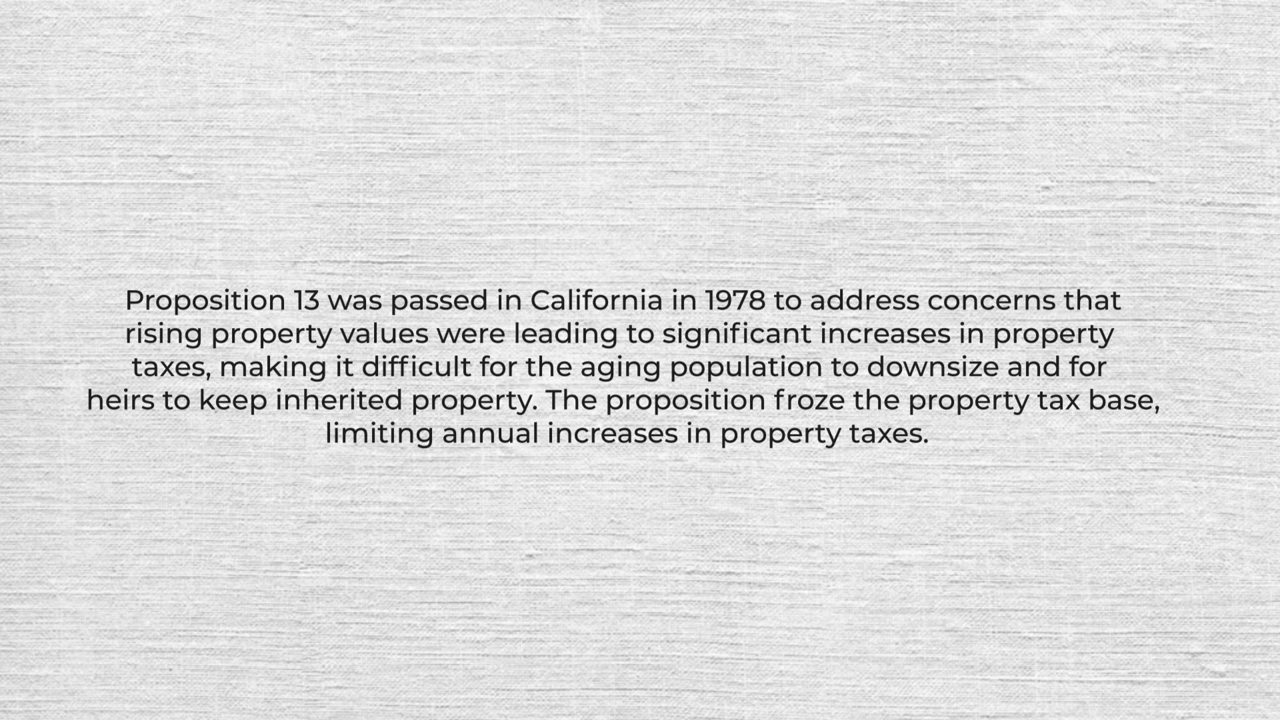 Proposition 13 was passed in California in 1978 to address concerns that
rising property values were leading to significant increases in property
taxes, making it difficult for the aging population to downsize and for
heirs to keep inherited property. The proposition froze the property tax base,
limiting annual increases in property taxes.